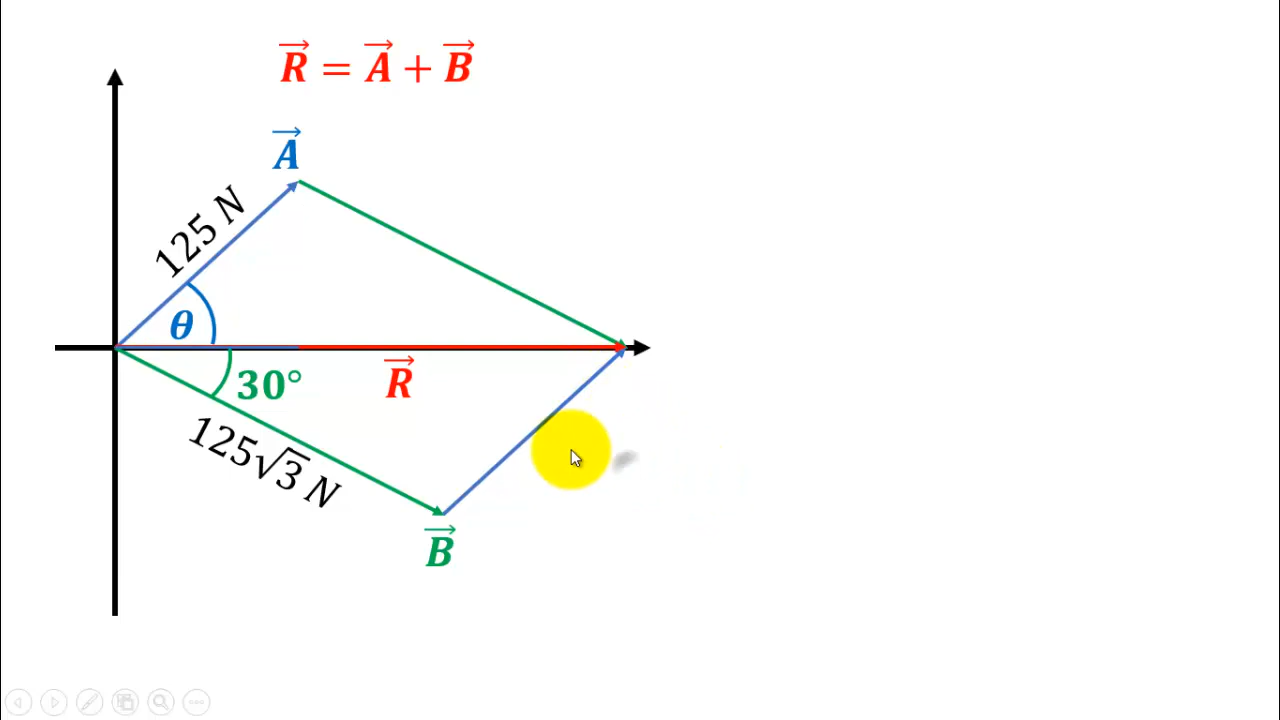 R⃗ = A⃗ + B⃗
A⃗
125 N
θ
R⃗
30°
125√3 N
B⃗